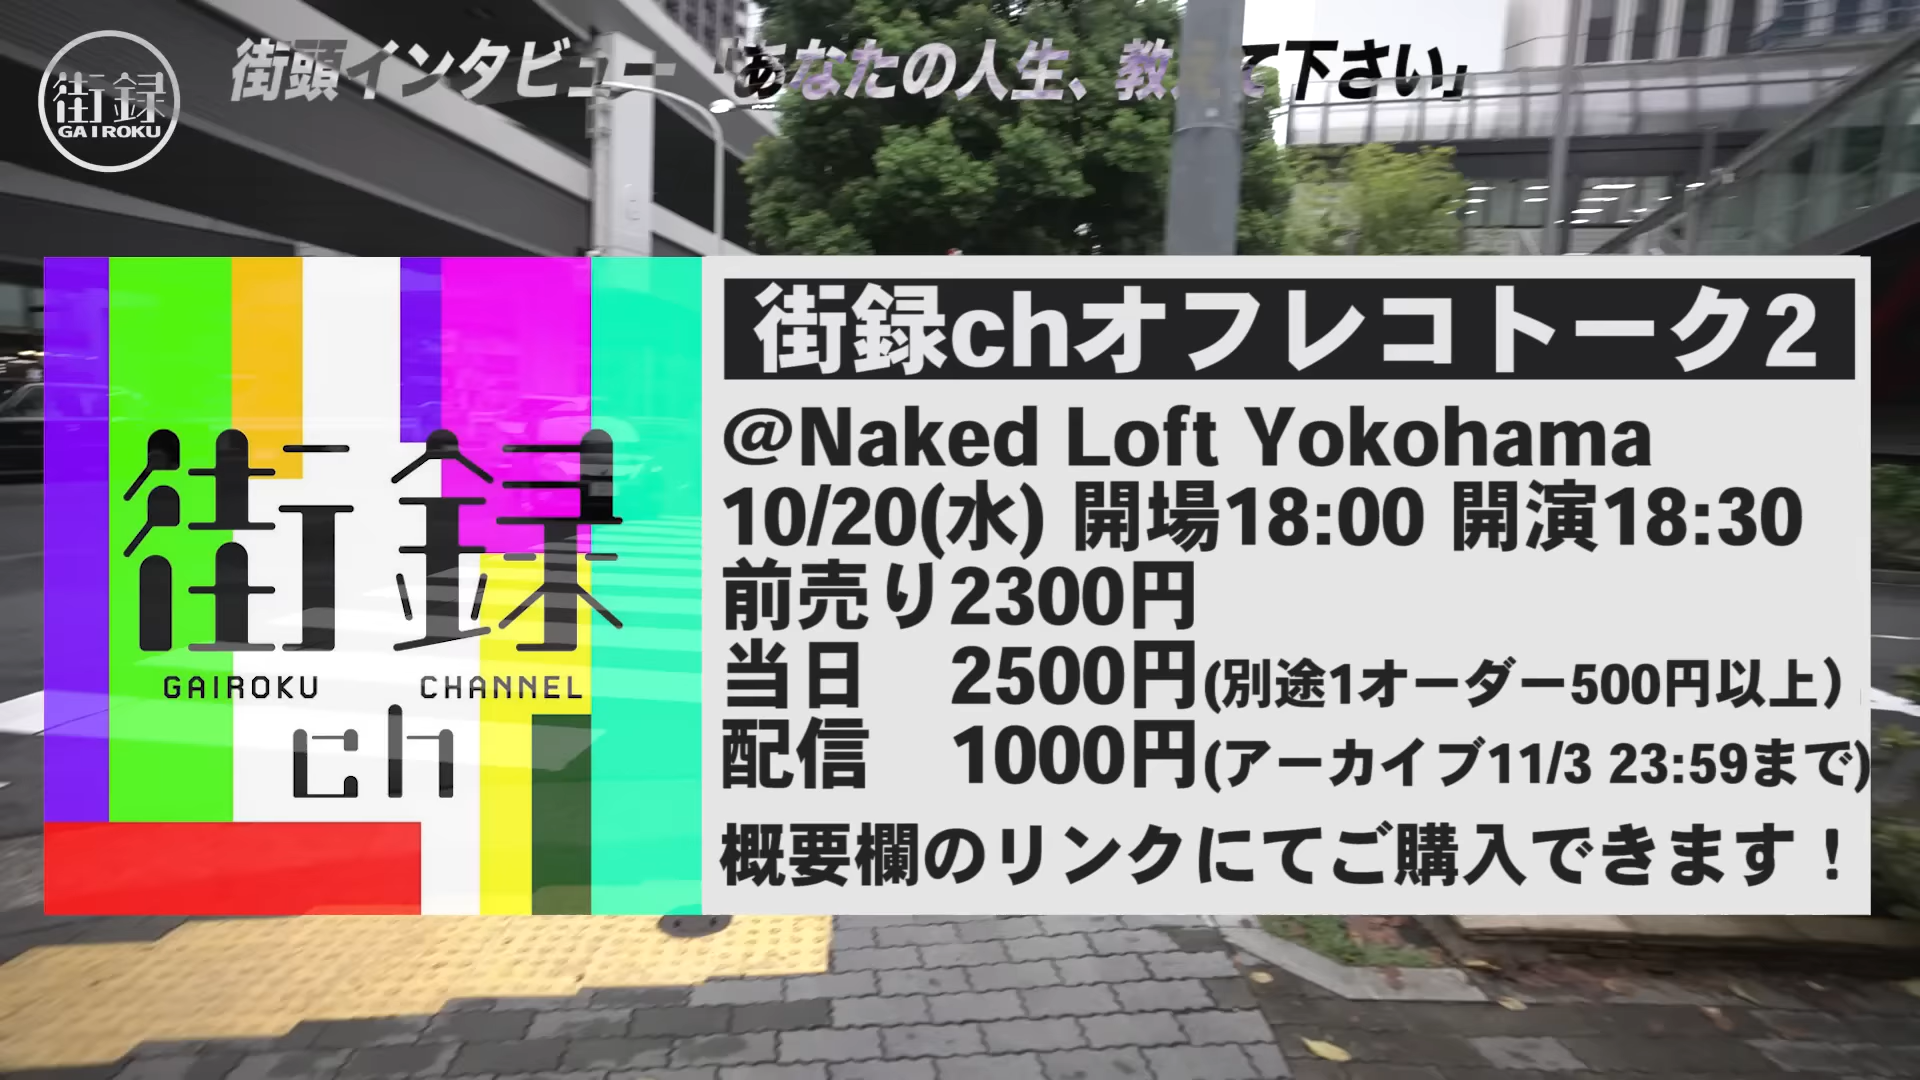 街録
GAIROKU
街頭インタビュー「あなたの人生、教えて下さい」
街録
GAIROKU CHANNEL
ch
街録chオフレコトーク2
@Naked Loft Yokohama
10/20(水) 開場18:00 開演18:30
前売り2300円
当日　2500円(別途1オーダー500円以上）
配信　1000円(アーカイブ11/3 23:59まで)
概要欄のリンクにてご購入できます！